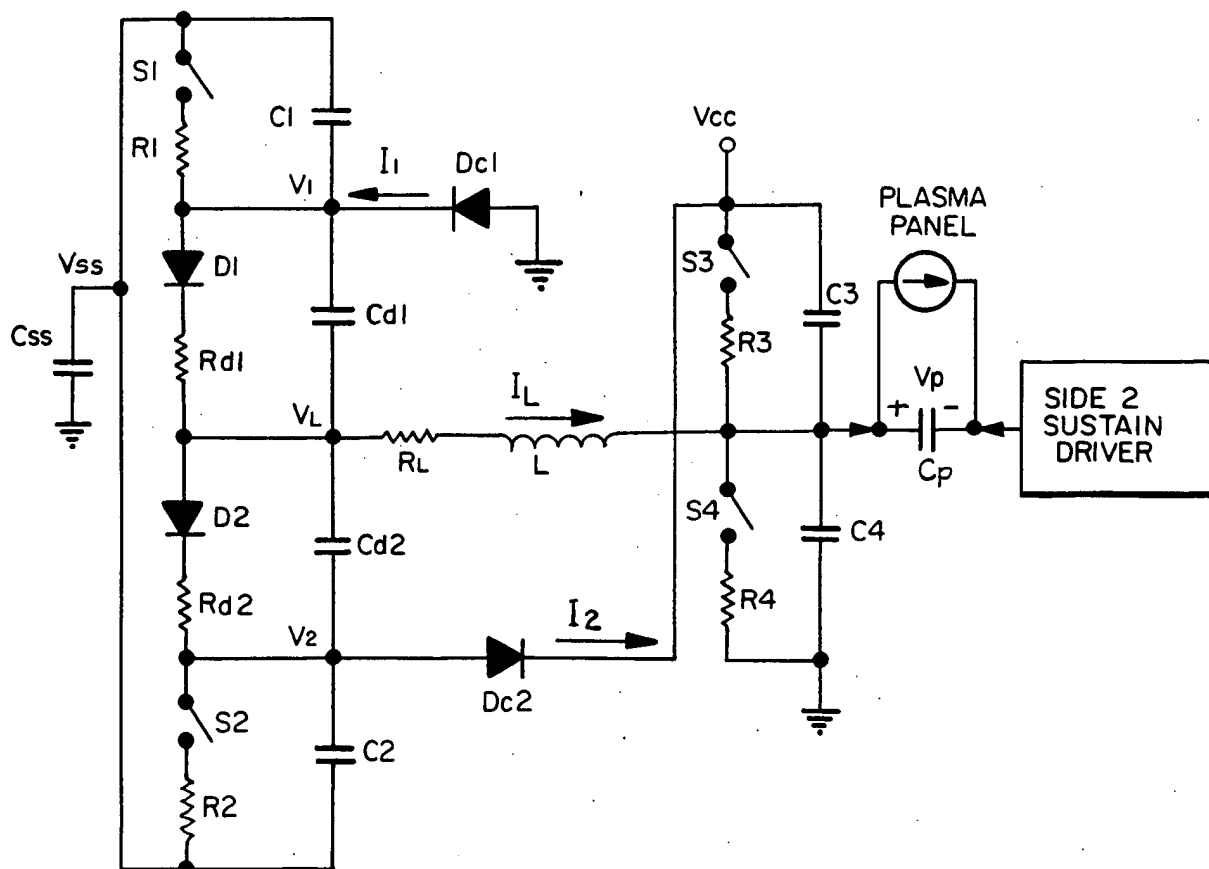 S1
R1
C1
V1
I1
Dc1
Vss
Css
D1
Rd1
Cd1
VL
RL
IL
L
D2
Rd2
Cd2
V2
I2
Dc2
S2
R2
C2
Vcc
S3
R3
C3
S4
R4
C4
PLASMA
PANEL
Vp
+
-
Cp
SIDE 2
SUSTAIN
DRIVER